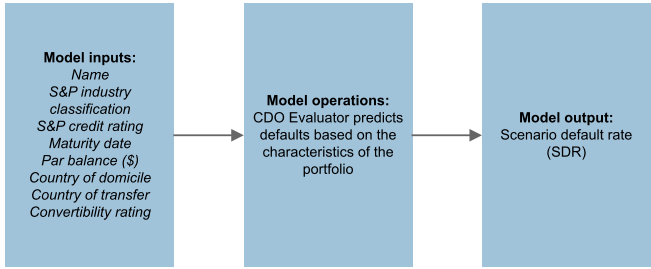 Model inputs:
Name
S&P industry
classification
S&P credit rating
Maturity date
Par balance ($)
Country of domicile
Country of transfer
Convertibility rating
Model operations:
CDO Evaluator predicts
defaults based on the
characteristics of the
portfolio
Model output:
Scenario default rate
(SDR)